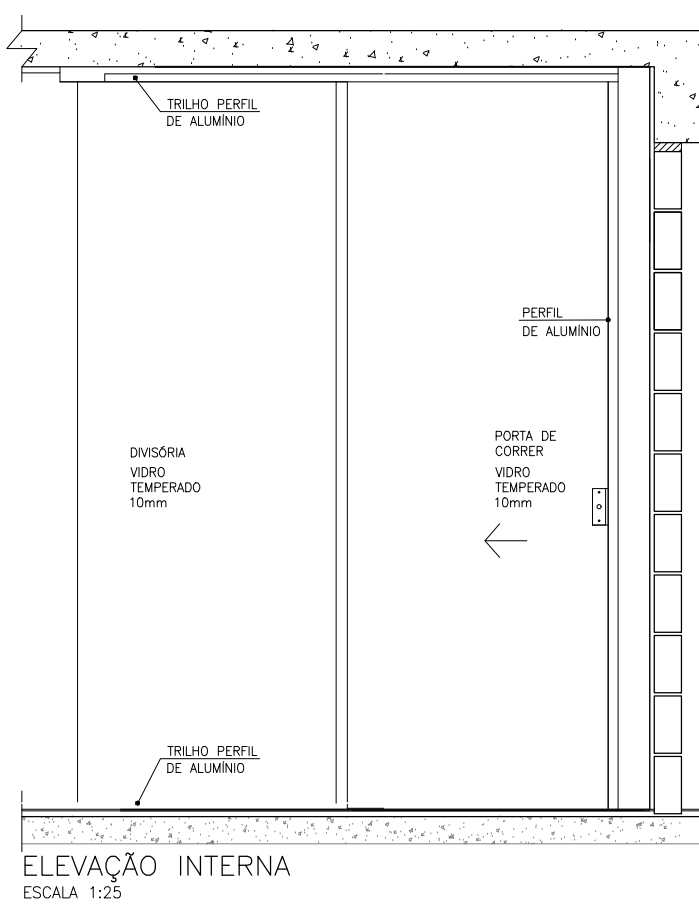 TRILHO PERFIL
DE ALUMÍNIO
PERFIL
DE ALUMÍNIO
DIVISÓRIA
VIDRO
TEMPERADO
10mm
PORTA DE
CORRER
VIDRO
TEMPERADO
10mm
TRILHO PERFIL
DE ALUMÍNIO
ELEVAÇÃO INTERNA
ESCALA 1:25